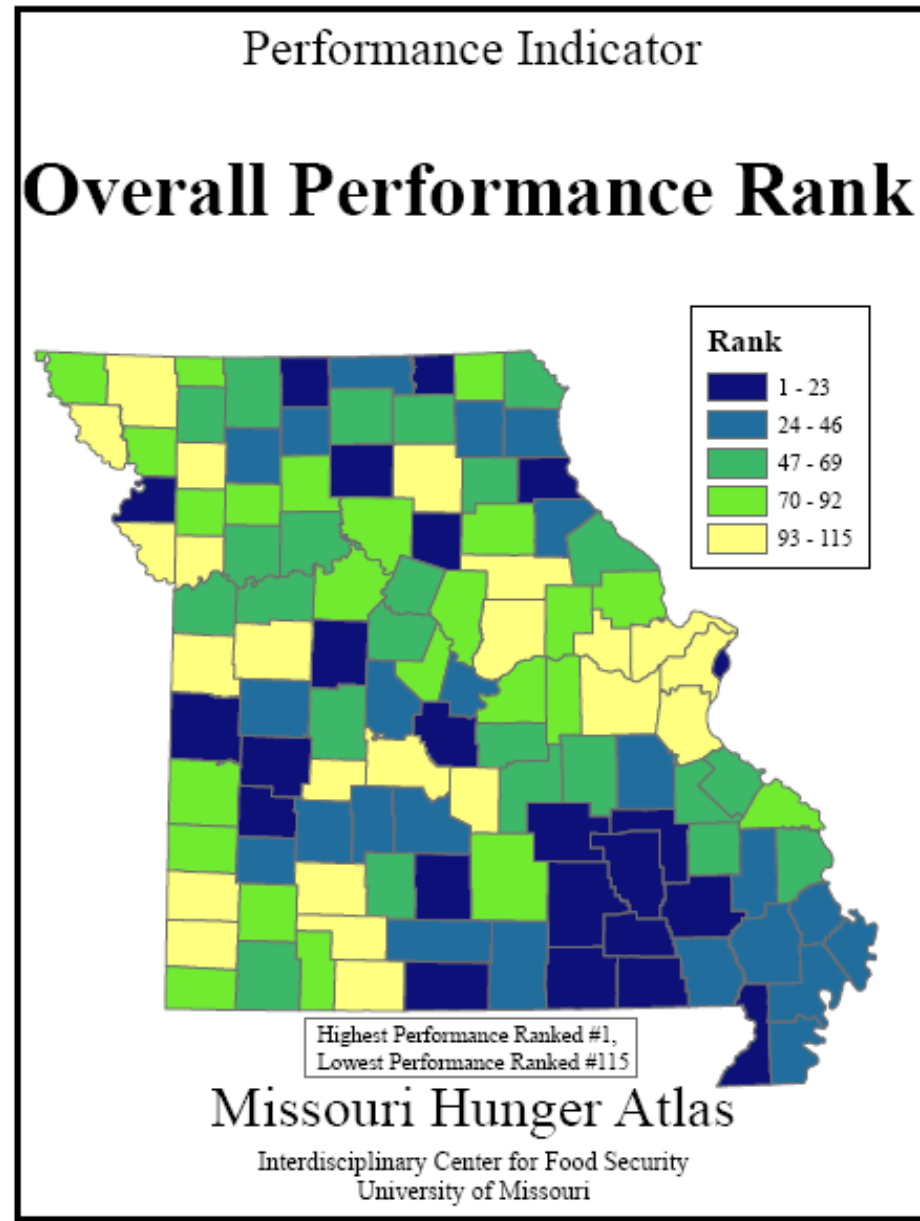 Performance Indicator
Overall Performance Rank
Rank
1 - 23
24 - 46
47 - 69
70 - 92
93 - 115
Highest Performance Ranked #1,
Lowest Performance Ranked #115
Missouri Hunger Atlas
Interdisciplinary Center for Food Security
University of Missouri